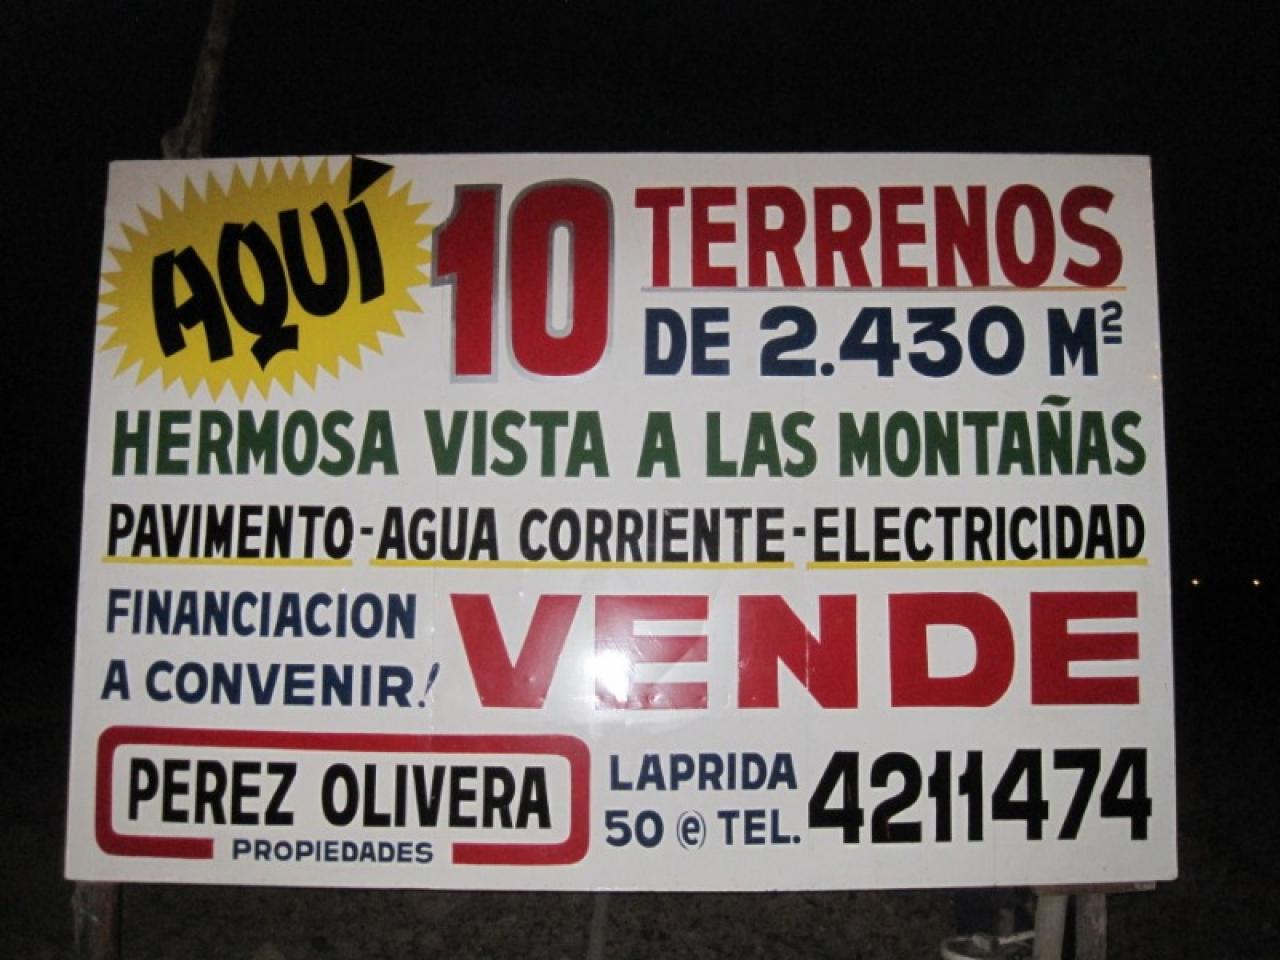 AQUÍ
10 TERRENOS
DE 2.430 M²
HERMOSA VISTA A LAS MONTAÑAS
PAVIMENTO-AGUA CORRIENTE-ELECTRICIDAD
FINANCIACION
A CONVENIR!
VENDE
PEREZ OLIVERA
PROPIEDADES
LAPRIDA
50 (e) TEL. 4211474